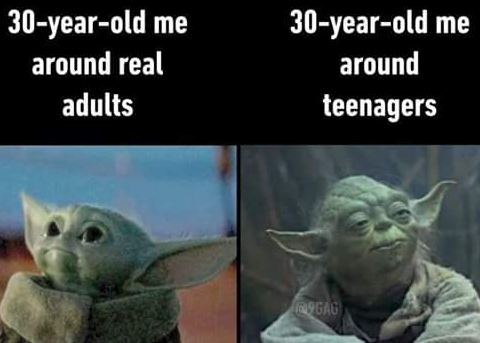 30-year-old me
around real
adults
30-year-old me
around
teenagers
@9GAG